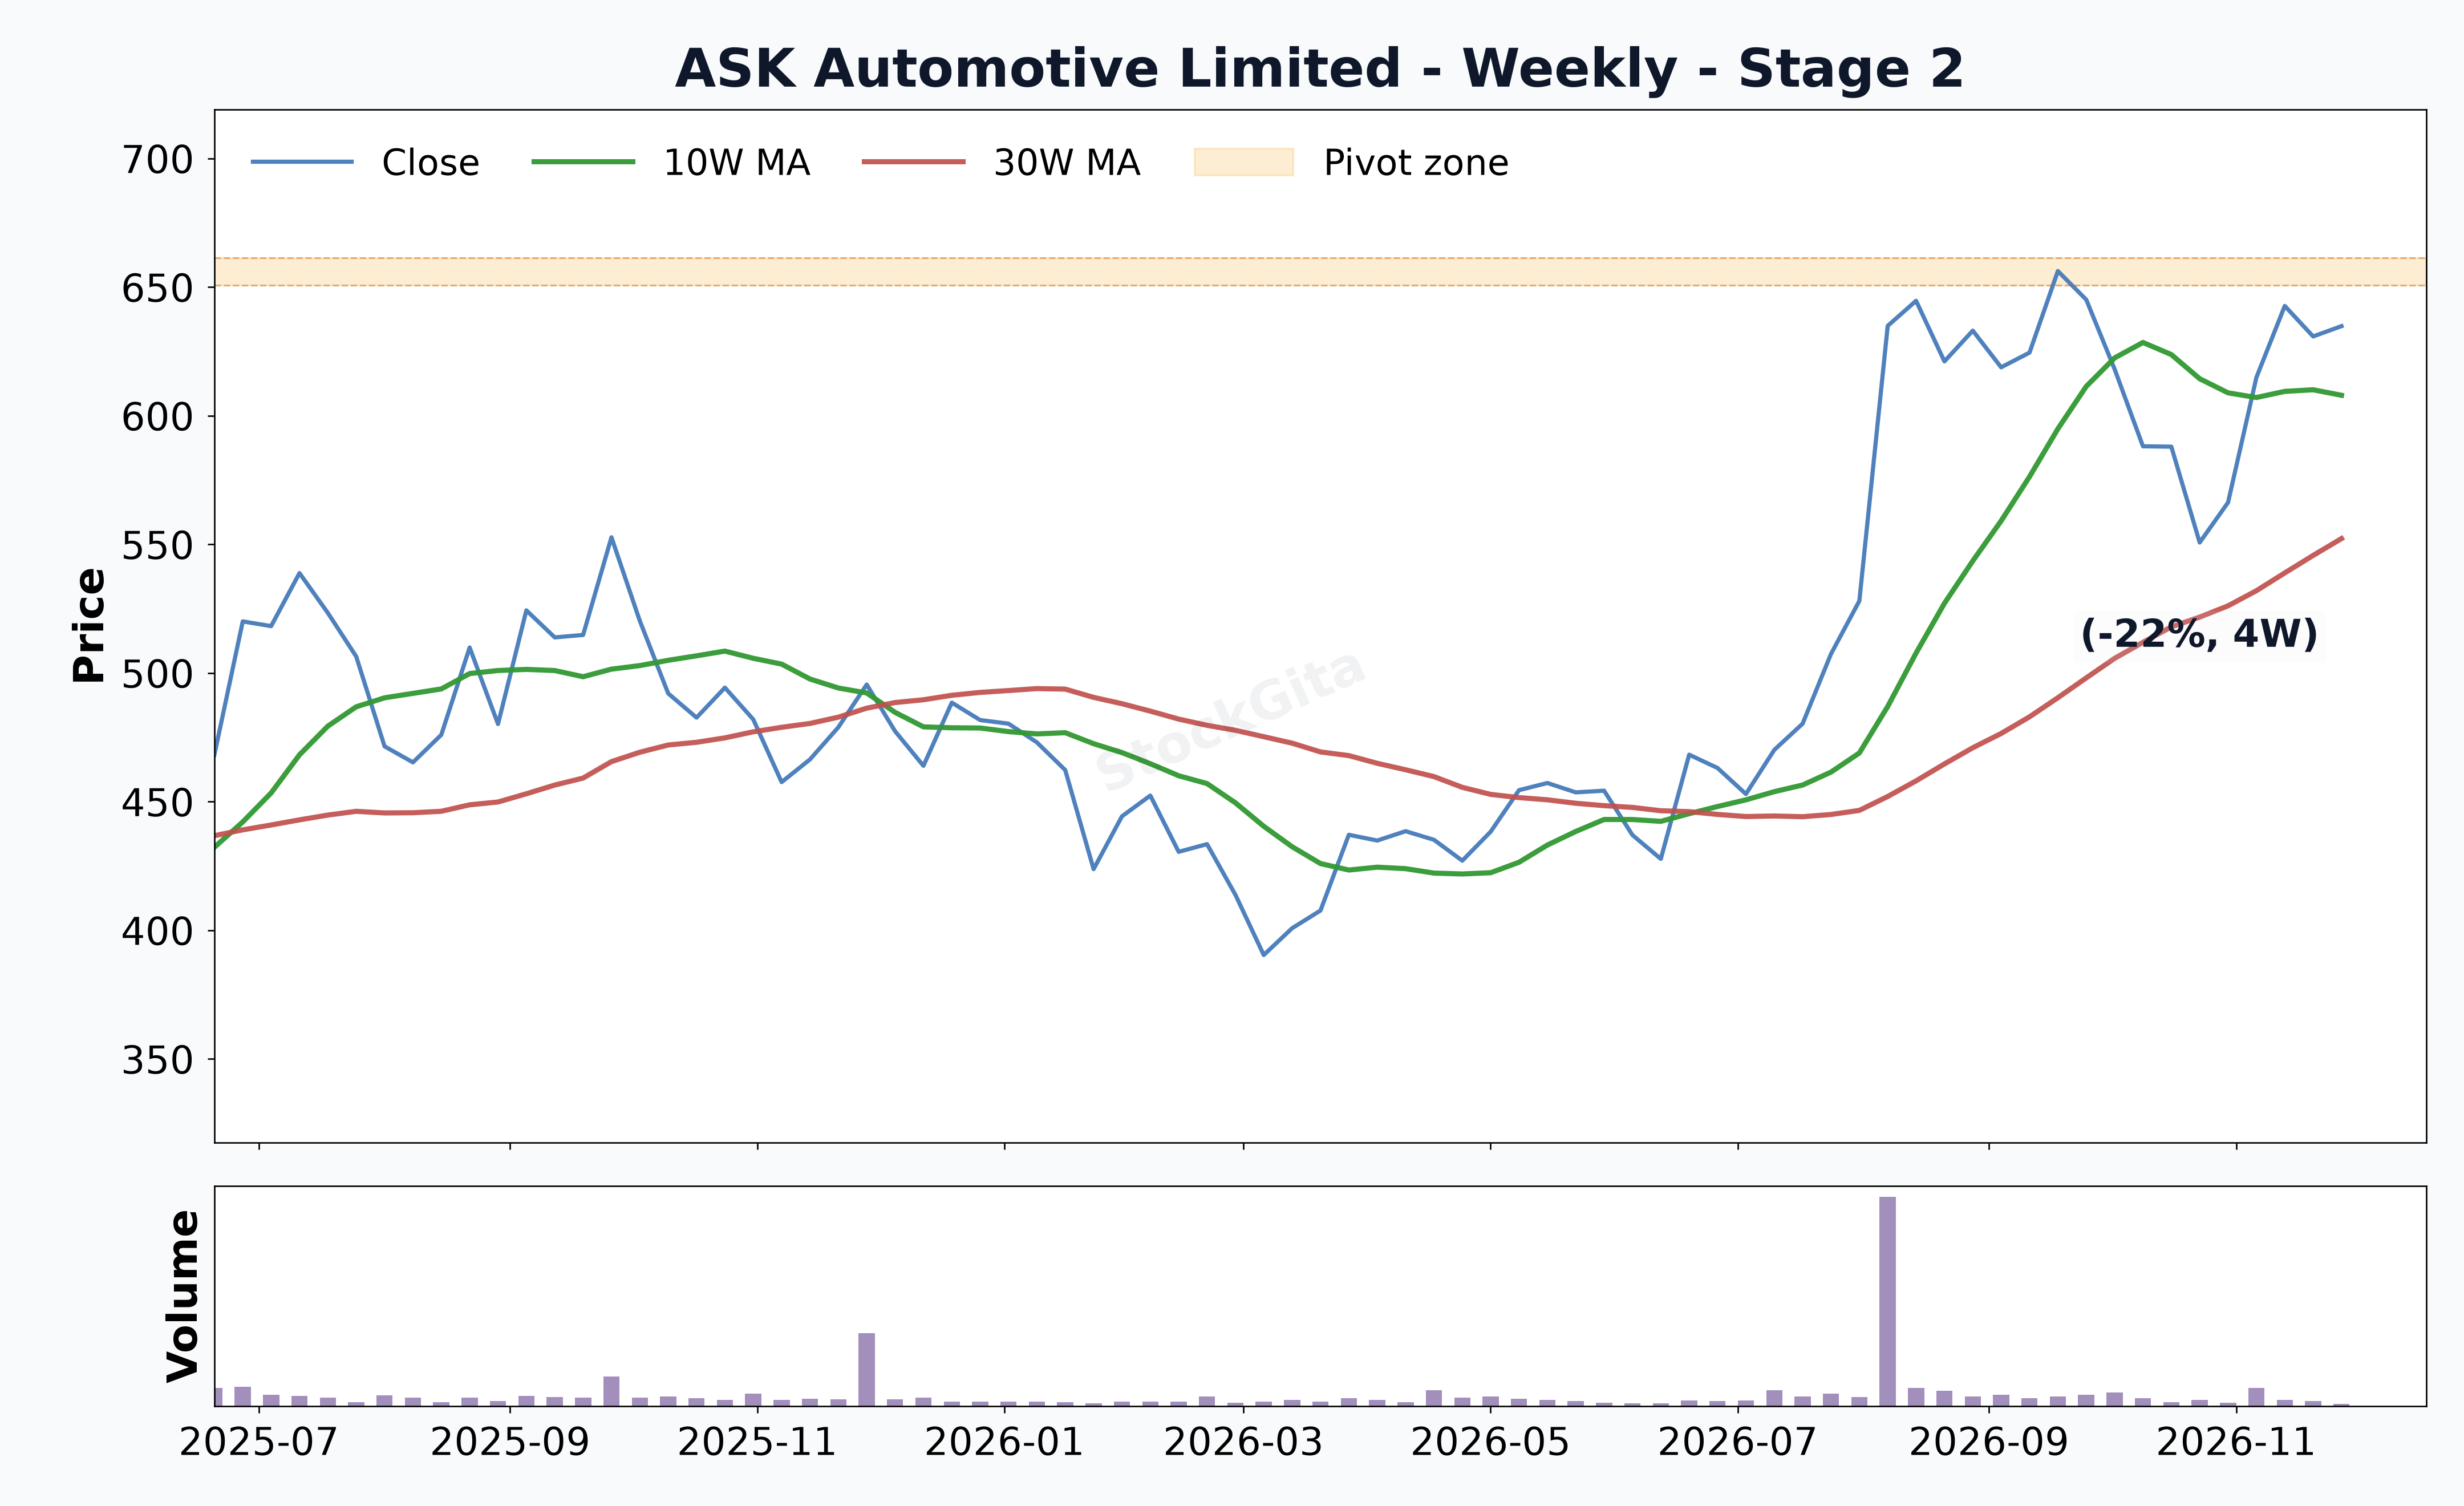 ASK Automotive Limited - Weekly - Stage 2
Close
10W MA
30W MA
Pivot zone
700
650
600
550
500
450
400
350
Price
(-22%, 4W)
StockGita
Volume
2025-07
2025-09
2025-11
2026-01
2026-03
2026-05
2026-07
2026-09
2026-11